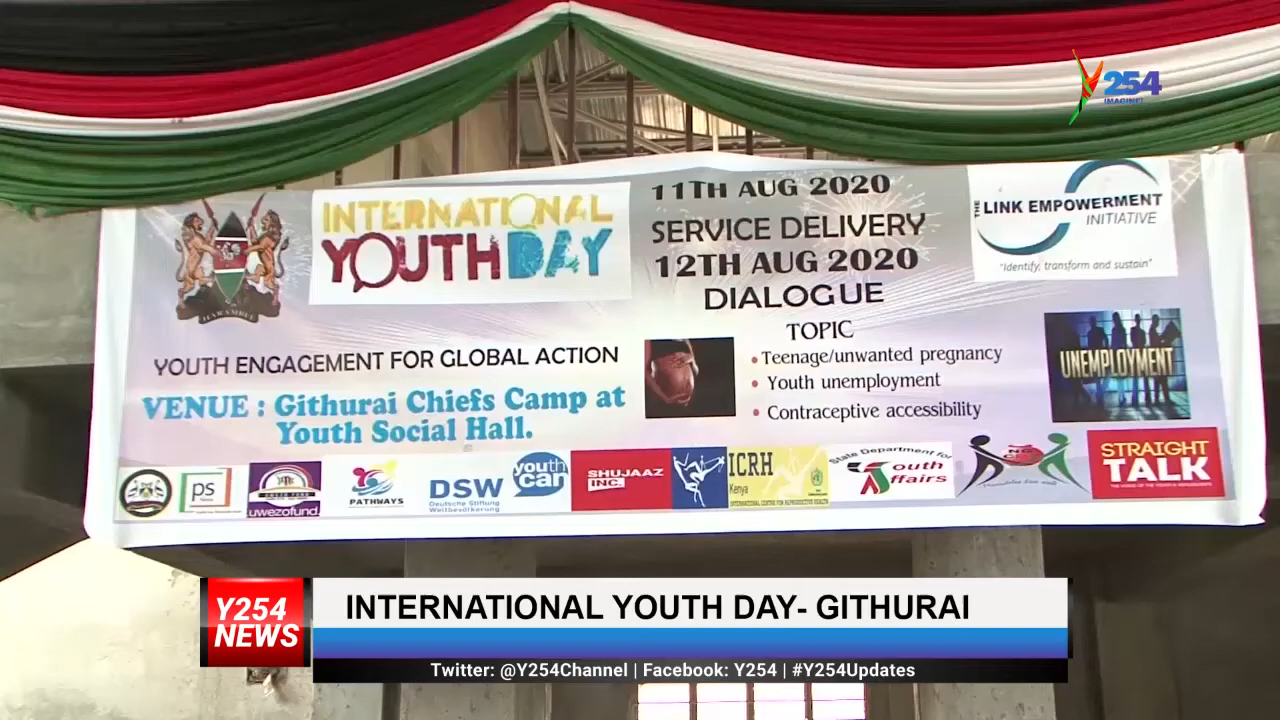 Y254
IMAGINE!
INTERNATIONAL
YOUTH DAY
HARAMBEE
11TH AUG 2020
SERVICE DELIVERY
12TH AUG 2020
DIALOGUE
THE LINK EMPOWERMENT
INITIATIVE
"Identify, transform and sustain"
YOUTH ENGAGEMENT FOR GLOBAL ACTION
VENUE : Githurai Chiefs Camp at
Youth Social Hall.
TOPIC
• Teenage/unwanted pregnancy
• Youth unemployment
• Contraceptive accessibility
UNEMPLOYMENT
ps
Kenya
UWEZO FUND
uwezofund
PATHWAYS
DSW
Deutsche Stiftung
Weltbevölkerung
youth
can
SHUJAAZ
INC.
ICRH
Kenya
INTERNATIONAL CENTRE FOR REPRODUCTIVE HEALTH
State Department for
Youth
Affairs
STRAIGHT
TALK
Y254
NEWS
INTERNATIONAL YOUTH DAY- GITHURAI
Twitter: @Y254Channel | Facebook: Y254 | #Y254Updates